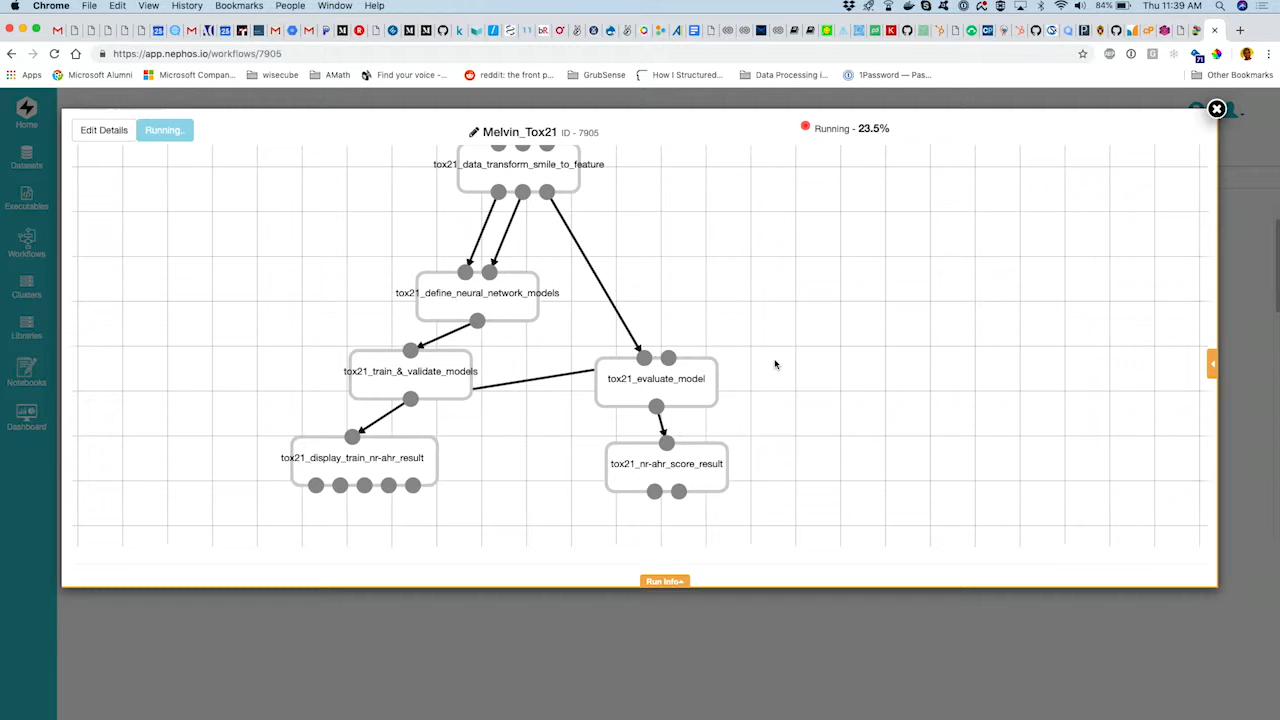 Chrome File Edit View History Bookmarks People Window Help 84% Thu 11:39 AM
https://app.nephos.io/workflows/7905
Apps Microsoft Alumni Microsoft Compan... wisecube AMath Find your voice -... reddit: the front p... GrubSense How I Structured... Data Processing i... 1Password — Pas... Other Bookmarks
Home
Datasets
Executables
Workflows
Clusters
Libraries
Notebooks
Dashboard
Edit Details Running.. Melvin_Tox21 ID - 7905 Running - 23.5%
tox21_data_transform_smile_to_feature
tox21_define_neural_network_models
tox21_train_&_validate_models
tox21_evaluate_model
tox21_display_train_nr-ahr_result
tox21_nr-ahr_score_result
Run Info